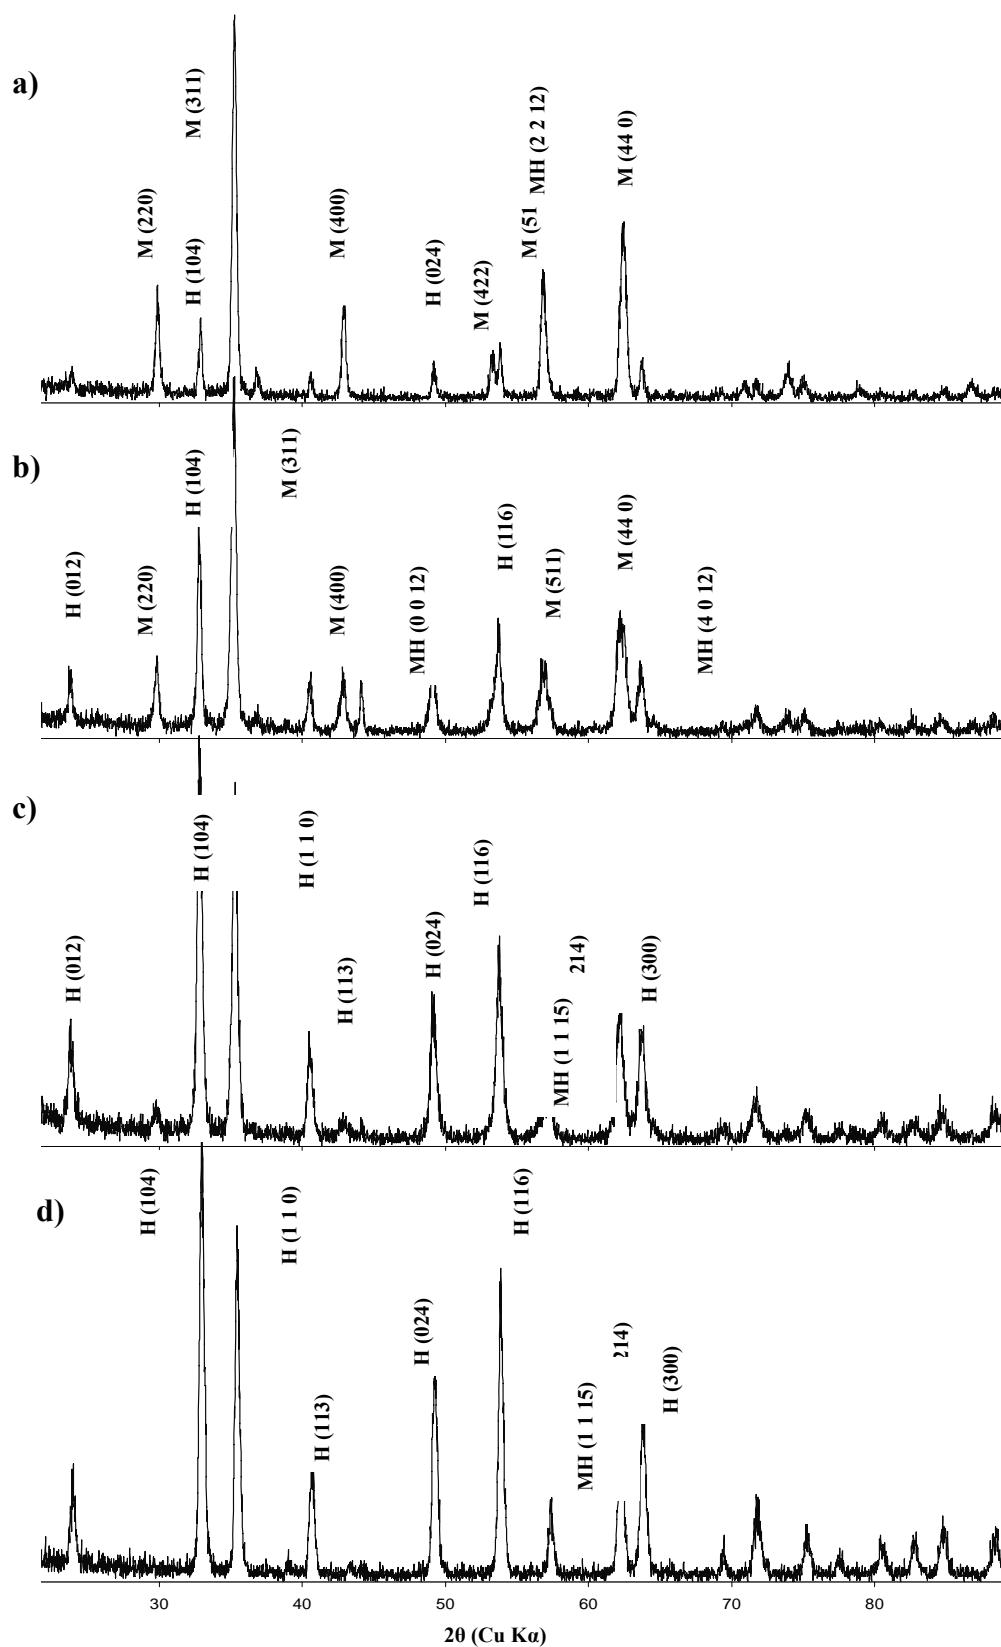 a)
M (220)
H (104)
M (311)
M (400)
H (024)
M (422)
M (51
MH (2 2 12)
M (44 0)
b)
H (012)
M (220)
H (104)
M (311)
M (400)
MH (0 0 12)
H (116)
M (511)
M (44 0)
MH (4 0 12)
c)
H (012)
H (104)
H (1 1 0)
H (113)
H (024)
H (116)
MH (1 1 15)
214)
H (300)
d)
H (104)
H (1 1 0)
H (113)
H (024)
H (116)
MH (1 1 15)
214)
H (300)
30 40 50 60 70 80
2θ (Cu Kα)